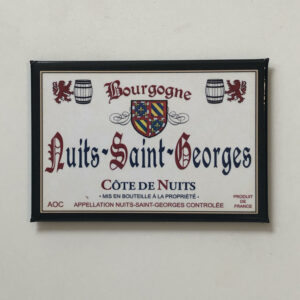 Bourgogne
Nuits-Saint-Georges
CÔTE DE NUITS
• MIS EN BOUTEILLE À LA PROPRIÉTÉ •
AOC APPELLATION NUITS-SAINT-GEORGES CONTROLÉE
PRODUIT
DE
FRANCE